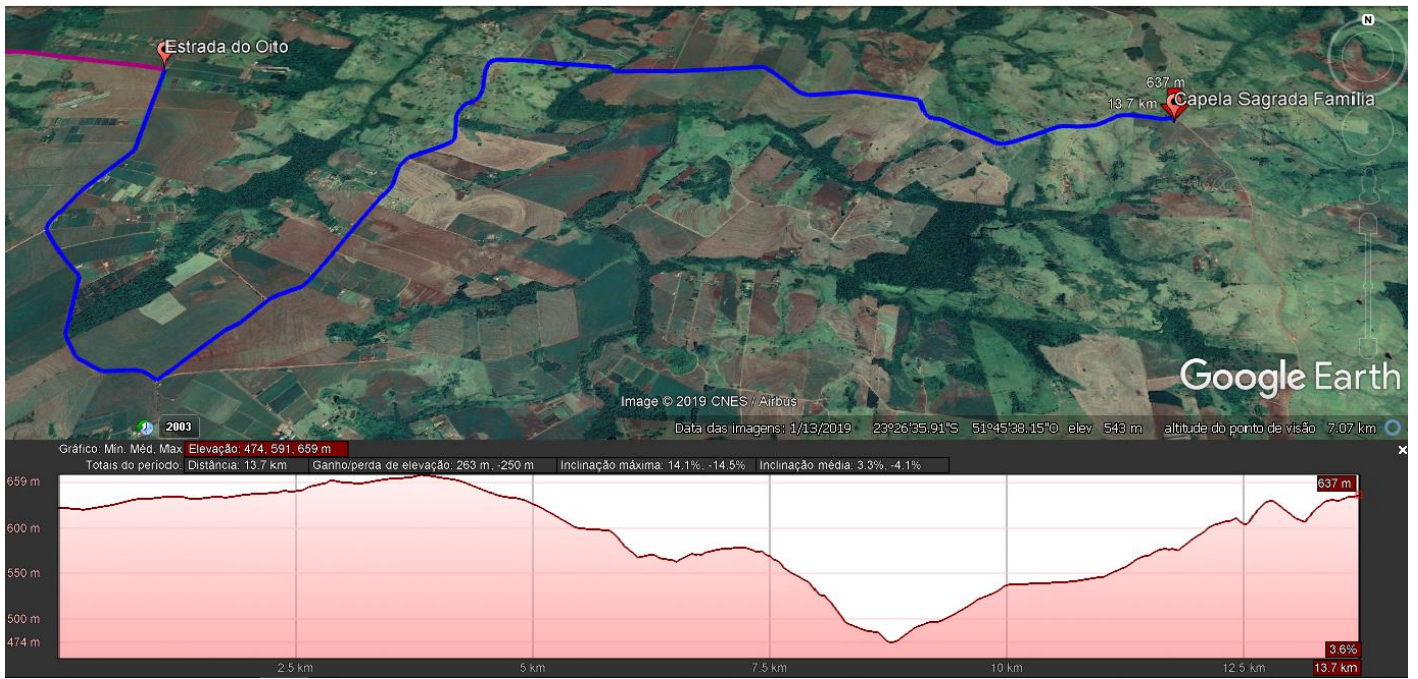 N
Estrada do Oito
637 m
13.7 km
Capela Sagrada Família
Google Earth
Image © 2019 CNES / Airbus
2003
Data das imagens: 1/13/2019 23°26'35.91"S 51°45'38.15"O elev 543 m altitude do ponto de visão 7.07 km
Gráfico: Mín, Méd, Máx Elevação: 474, 591, 659 m
Totais do período: Distância: 13.7 km Ganho/perda de elevação: 263 m, -250 m Inclinação máxima: 14.1%, -14.5% Inclinação média: 3.3%, -4.1%
659 m
637 m
600 m
550 m
500 m
474 m
3.6%
2.5 km 5 km 7.5 km 10 km 12.5 km 13.7 km